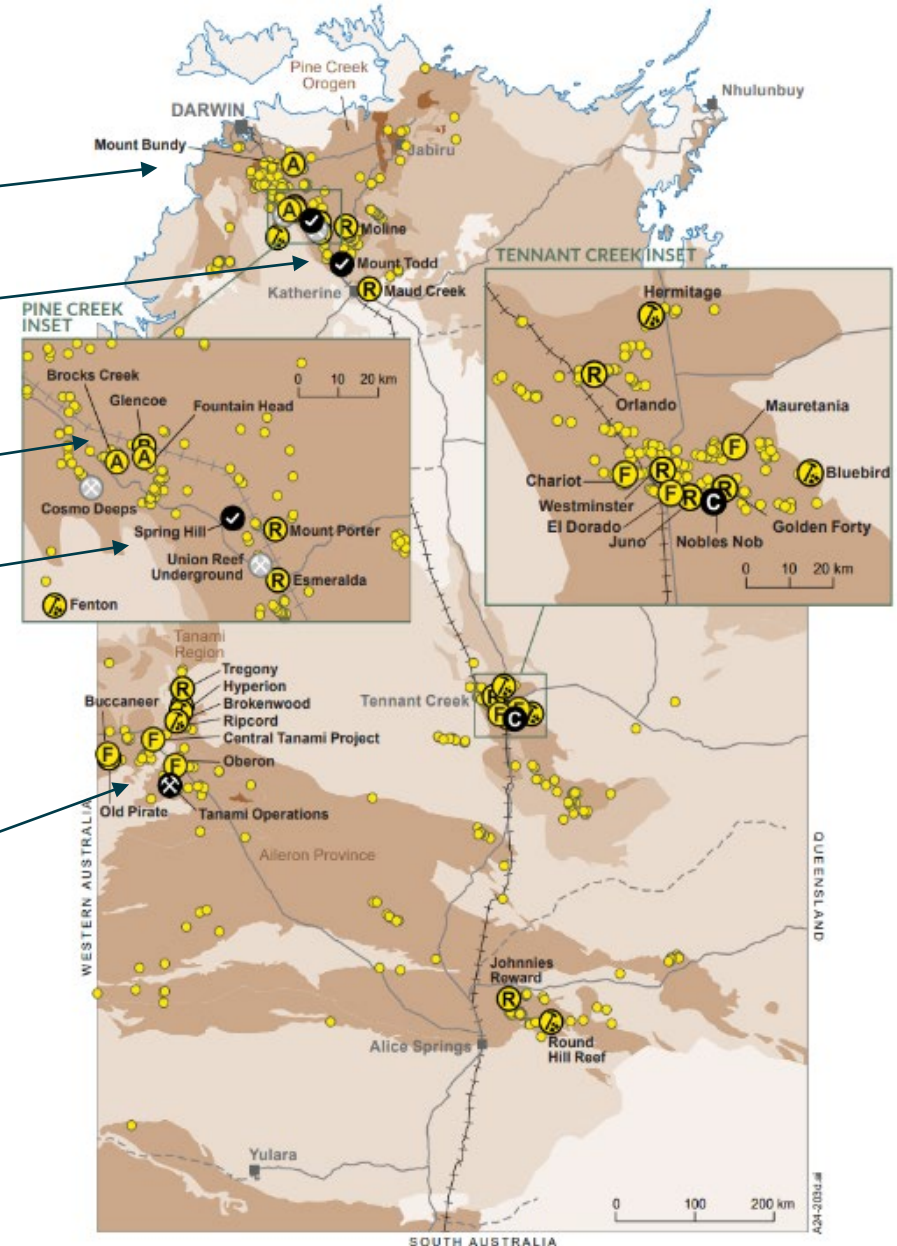 Pine Creek
Orogen
DARWIN
Nhulunbuy
Mount Bundy
A
Jabiru
A
R
Moline
Mount Todd
Katherine
R
Maud Creek
PINE CREEK
INSET
Brocks Creek
Glencoe
Fountain Head
0 10 20 km
R
A
A
Cosmo Deeps
Spring Hill
R
Mount Porter
Union Reef
Underground
R
Esmeralda
Fenton
TENNANT CREEK INSET
Hermitage
R
Orlando
Mauretania
F
Chariot
F
R
Bluebird
Westminster
F
R
R
El Dorado
C
Golden Forty
Juno
Nobles Nob
0 10 20 km
Tanami
Region
Tregony
R
Hyperion
Buccaneer
Brokenwood
Ripcord
F
Central Tanami Project
F
F
Oberon
Old Pirate
Tanami Operations
Tennant Creek
R
F
F
C
Aileron Province
WESTERN AUSTRALIA
QUEENSLAND
Johnnies
Reward
R
Alice Springs
Round
Hill Reef
Yulara
0 100 200 km
A24-203d.ai
SOUTH AUSTRALIA